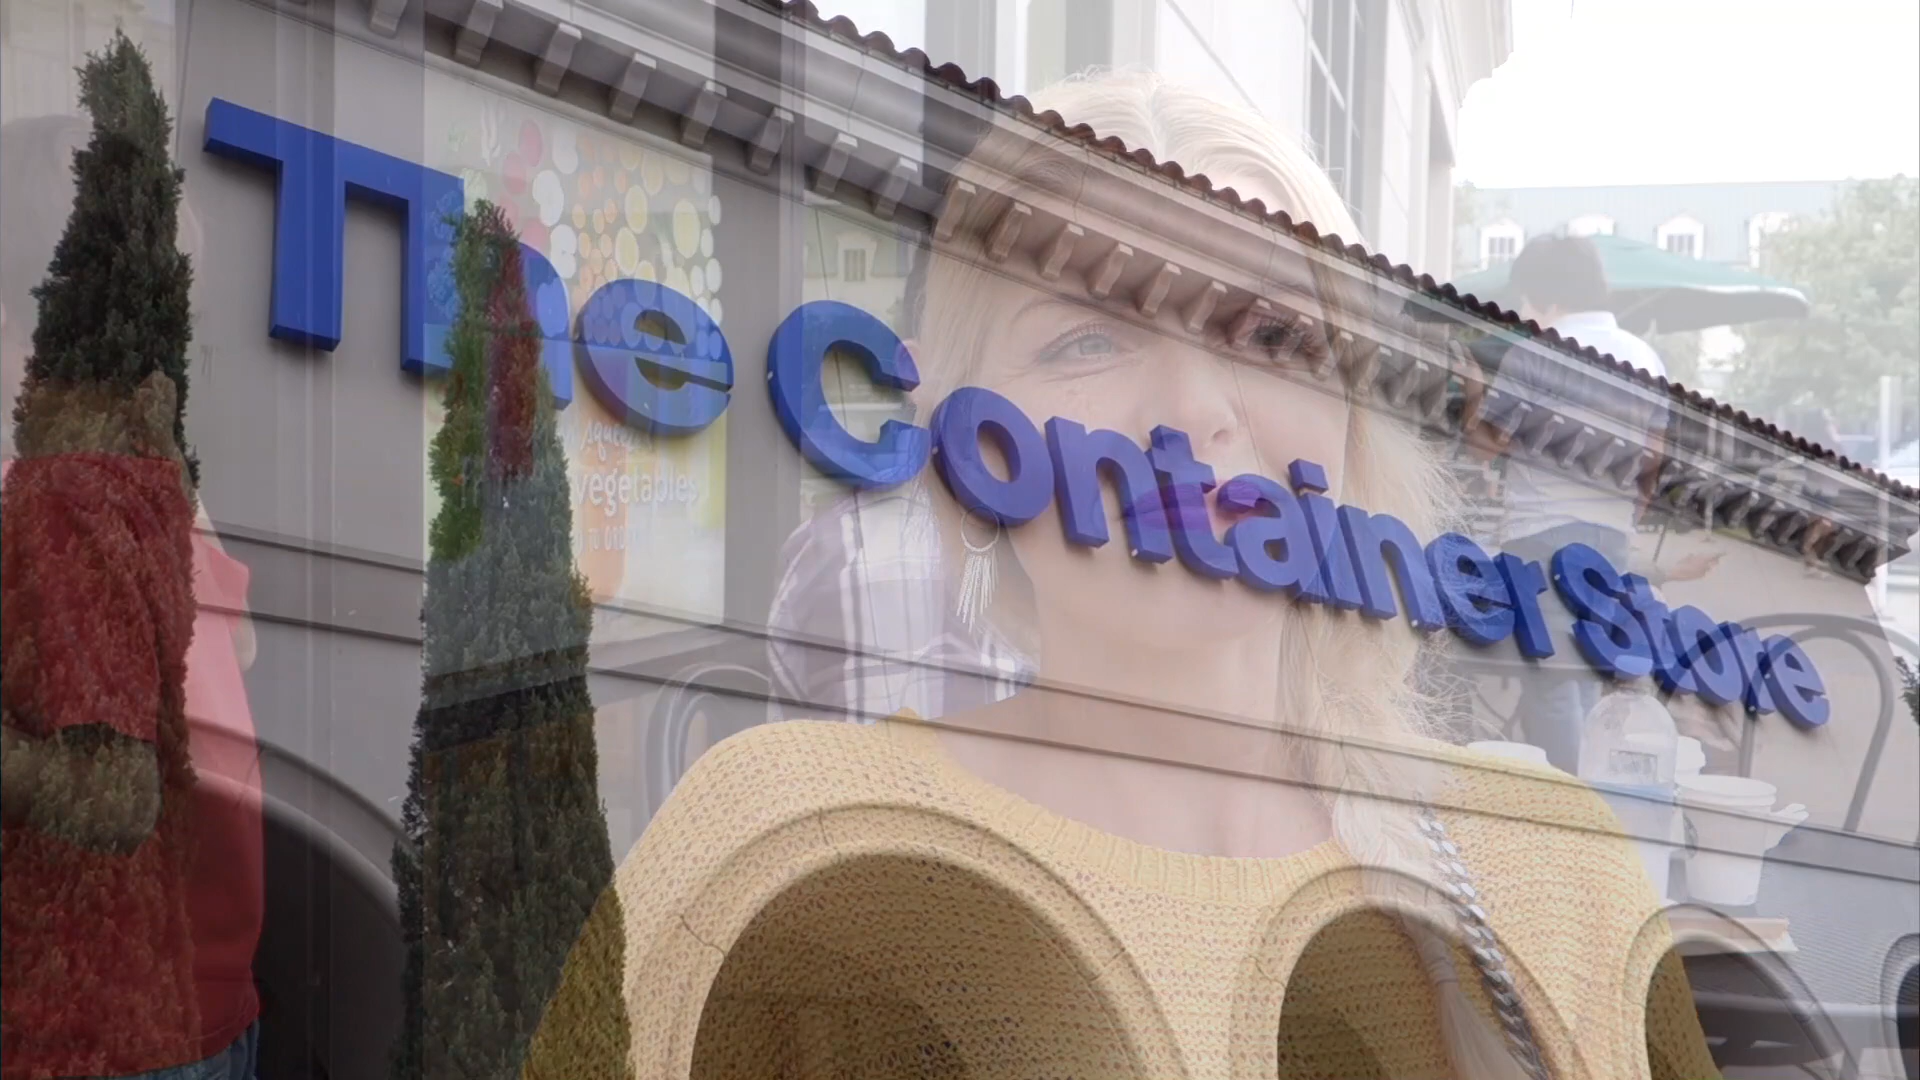 The Container Store
vegetables